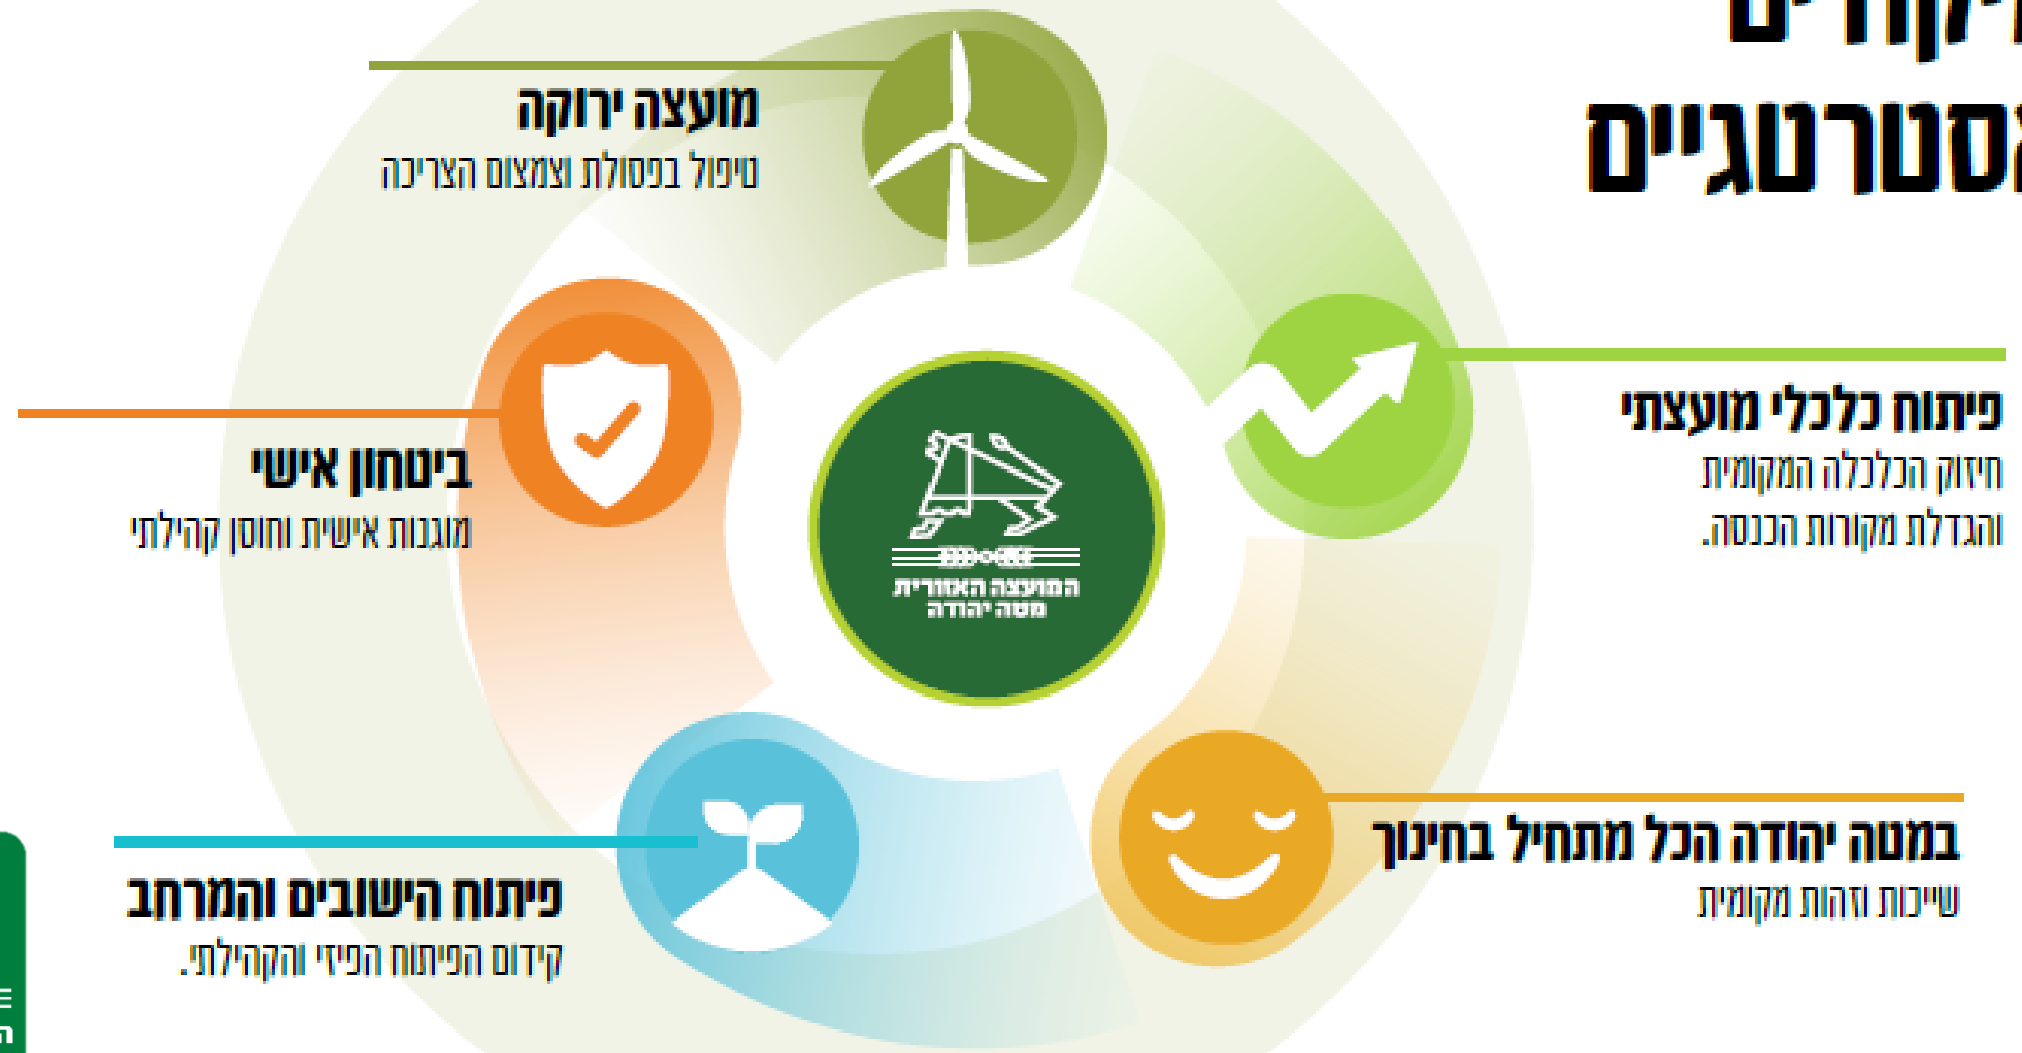 אסטרטגיים
מועצה ירוקה
טיפול בפסולת וצמצום הצריכה
פיתוח כלכלי מועצתי
חיזוק הכלכלה המקומית
והגדלת מקורות הכנסה.
ביטחון אישי
מוגנות אישית וחוסן קהילתי
המועצה האזורית
מטה יהודה
במטה יהודה הכל מתחיל בחינוך
שייכות וזהות מקומית
פיתוח הישובים והמרחב
קידום הפיתוח הפיזי והקהילתי.